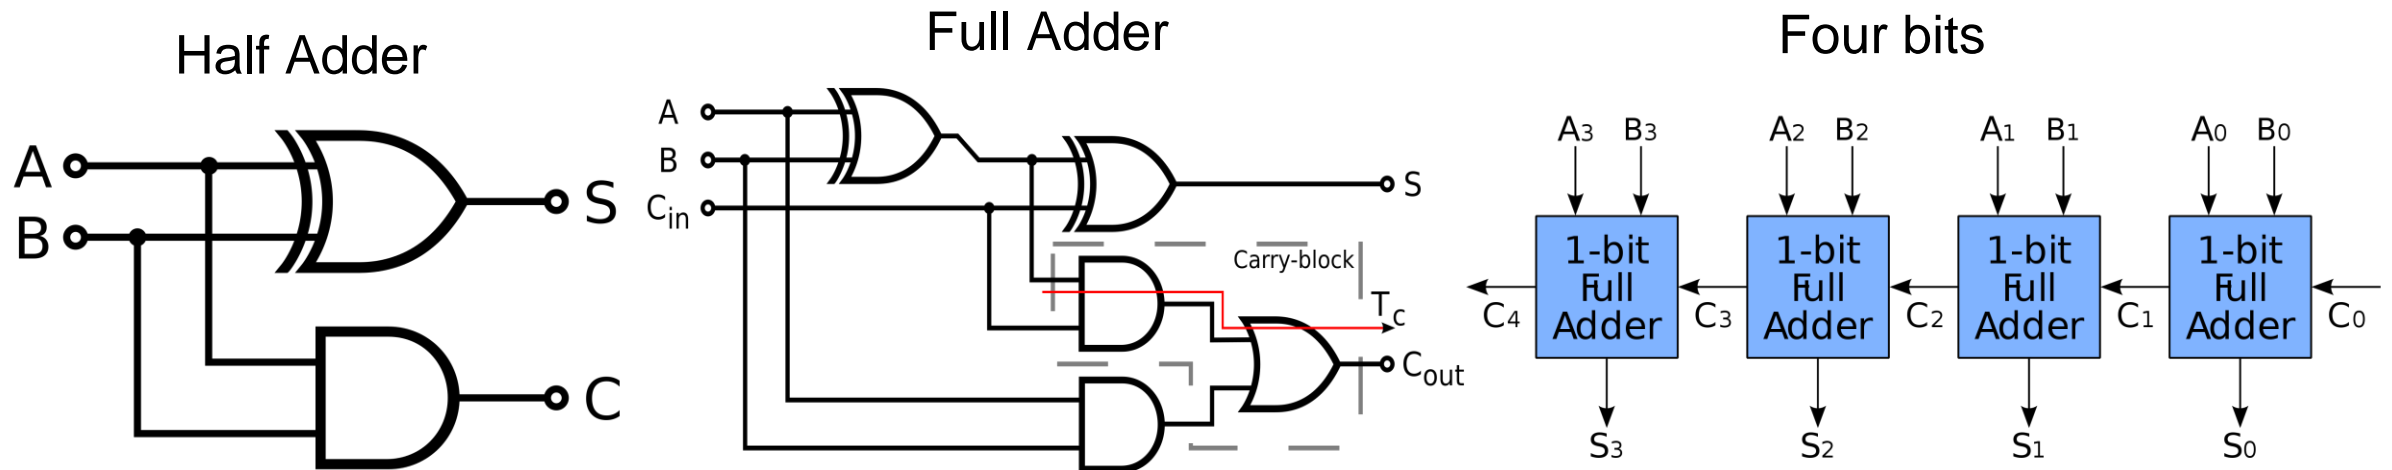 Half Adder
A
B
S
C
Full Adder
A
B
Cin
S
Carry-block
Tc
Cout
Four bits
A3 B3 A2 B2 A1 B1 A0 B0
1-bit
Full
Adder
1-bit
Full
Adder
1-bit
Full
Adder
1-bit
Full
Adder
C4 C3 C2 C1 C0
S3 S2 S1 S0